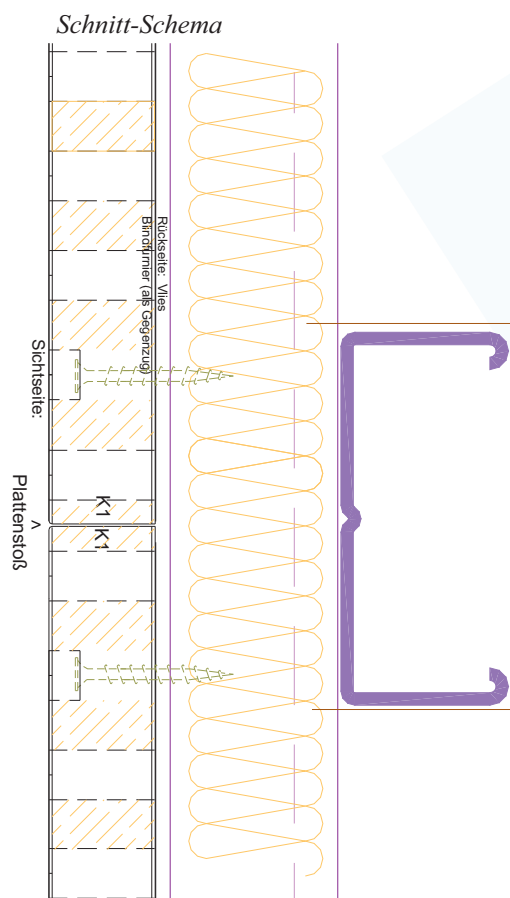 Schnitt-Schema
Rückseite: Vlies
Blindfurnier (als Gegenzug)
Sichtseite:
K1
K1
>
Plattenstoß